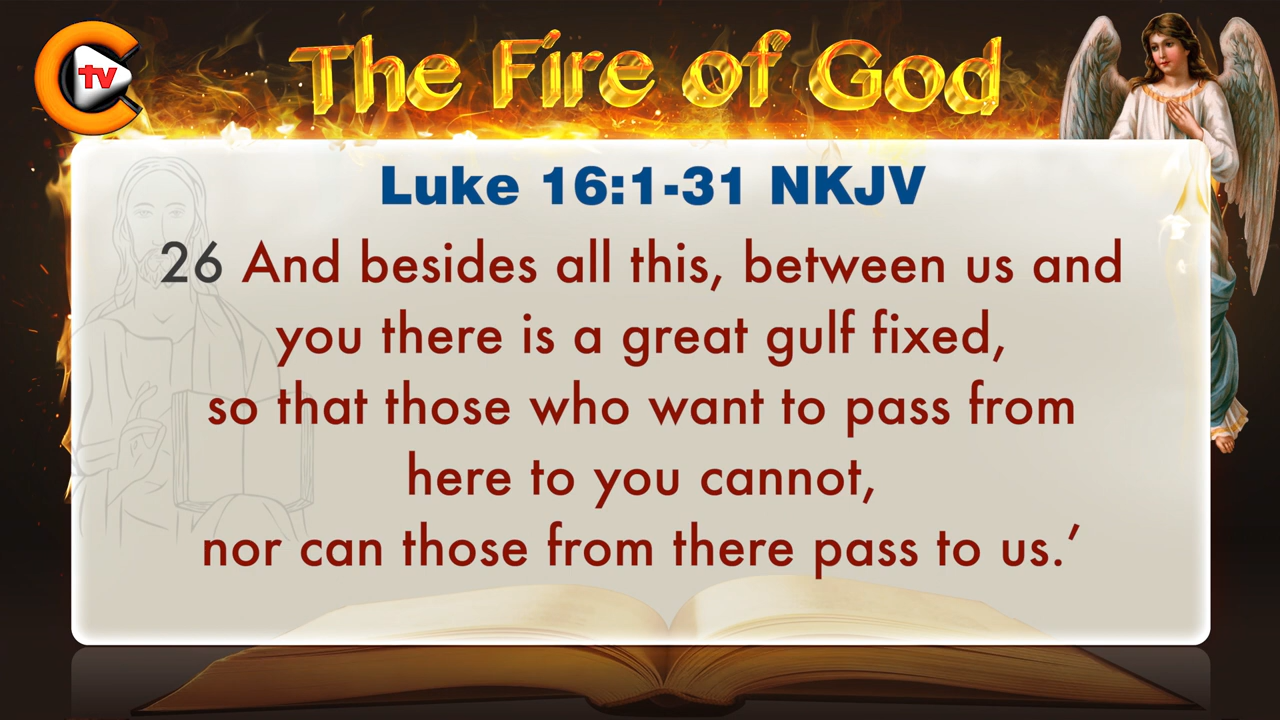 tv
The Fire of God
Luke 16:1-31 NKJV
26 And besides all this, between us and
you there is a great gulf fixed,
so that those who want to pass from
here to you cannot,
nor can those from there pass to us.’